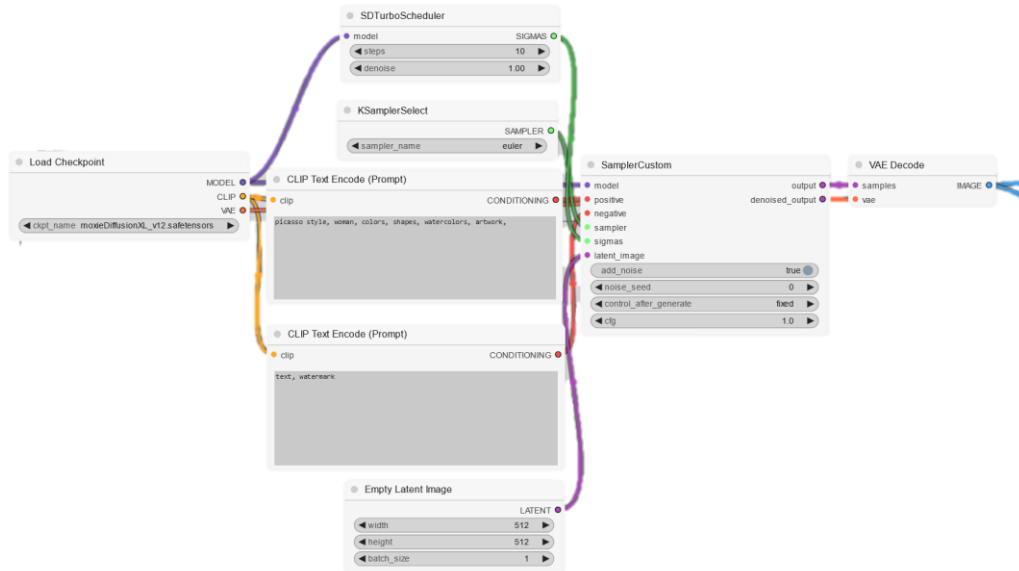 SDTurboScheduler
model SIGMAS
steps 10
denoise 1.00
KSamplerSelect
SAMPLER
sampler_name euler
Load Checkpoint
MODEL
CLIP
VAE
ckpt_name moxieDiffusionXL_v12.safetensors
CLIP Text Encode (Prompt)
clip CONDITIONING
picasso style, woman, colors, shapes, watercolors, artwork,
CLIP Text Encode (Prompt)
clip CONDITIONING
text, watermark
Empty Latent Image
LATENT
width 512
height 512
batch_size 1
SamplerCustom
model output
positive denoised_output
negative
sampler
sigmas
latent_image
add_noise true
noise_seed 0
control_after_generate fixed
cfg 1.0
VAE Decode
samples IMAGE
vae